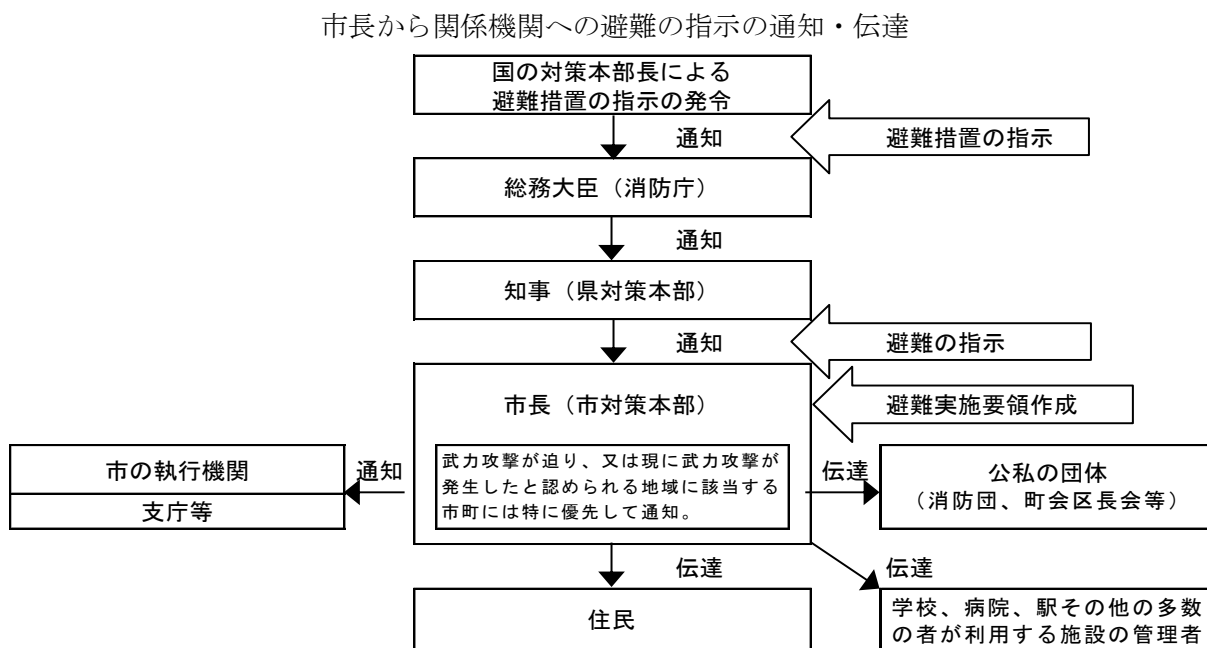 市長から関係機関への避難の指示の通知・伝達
国の対策本部長による
避難措置の指示の発令
通知
避難措置の指示
総務大臣（消防庁）
通知
知事（県対策本部）
通知
避難の指示
市長（市対策本部）
避難実施要領作成
武力攻撃が迫り、又は現に武力攻撃が
発生したと認められる地域に該当する
市町には特に優先して通知。
市の執行機関
支庁等
通知
伝達
公私の団体
（消防団、町会区長会等）
伝達
伝達
住民
学校、病院、駅その他の多数
の者が利用する施設の管理者